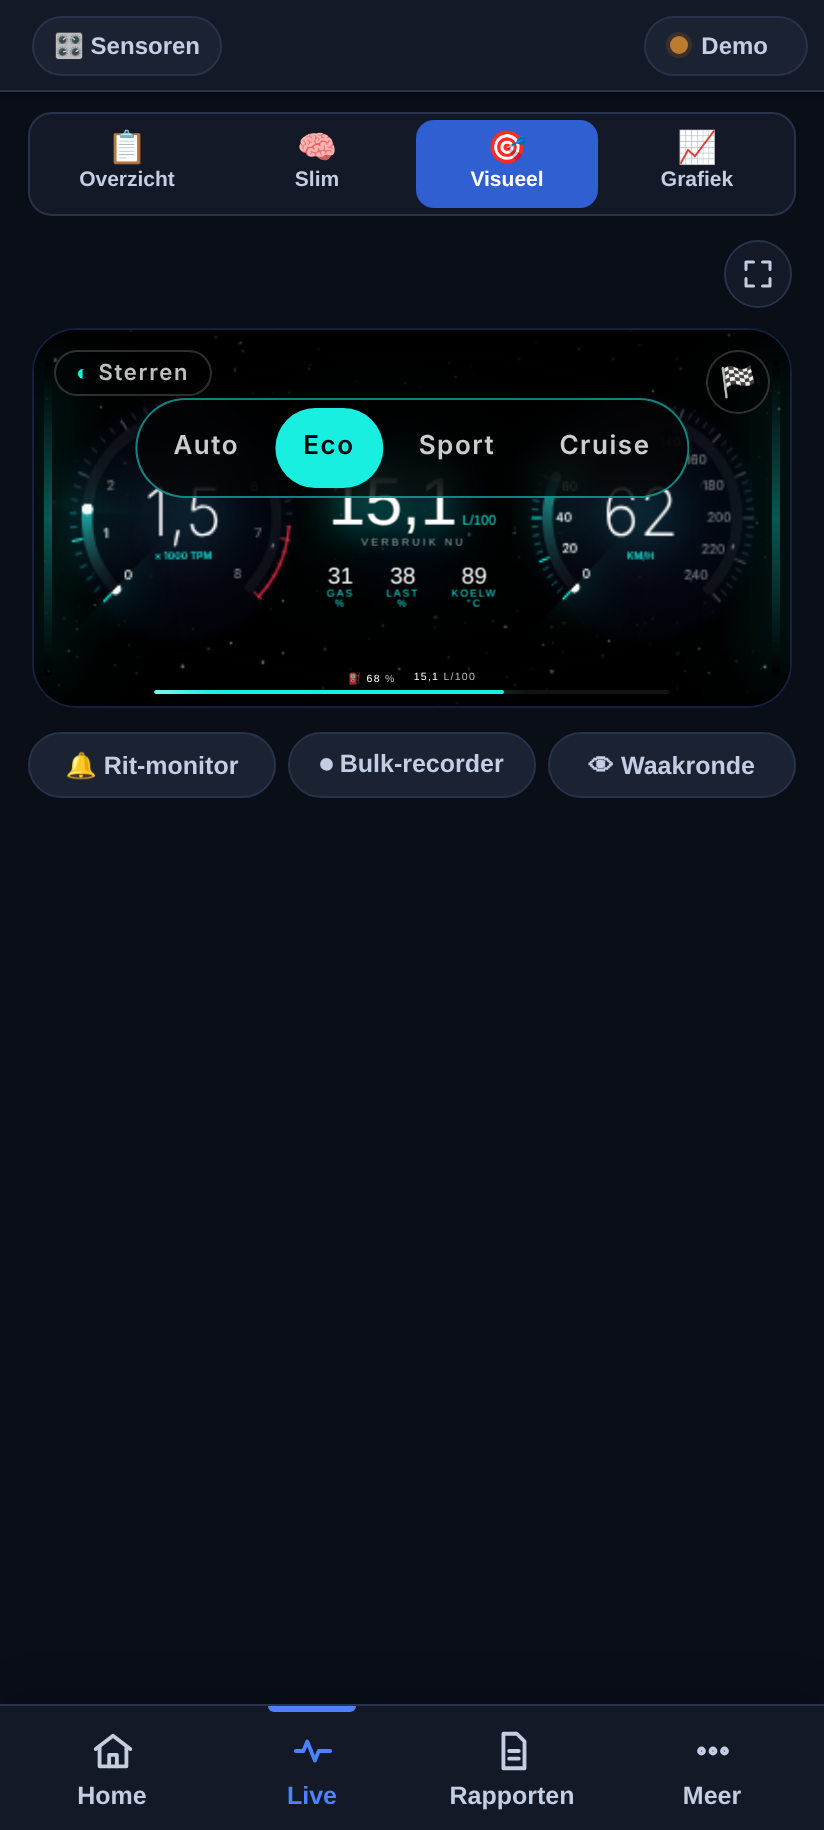 Sensoren
Demo
Overzicht
Slim
Visueel
Grafiek
Sterren
Auto
Eco
Sport
Cruise
2
1
0
1,5
x 1000 TPM
7
8
15,1 L/100
VERBRUIK NU
31
GAS
%
38
LAST
%
89
KOELW
°C
60
40
20
0
62
KM/H
160
180
200
220
240
68 %
15,1 L/100
Rit-monitor
Bulk-recorder
Waakronde
Home
Live
Rapporten
Meer